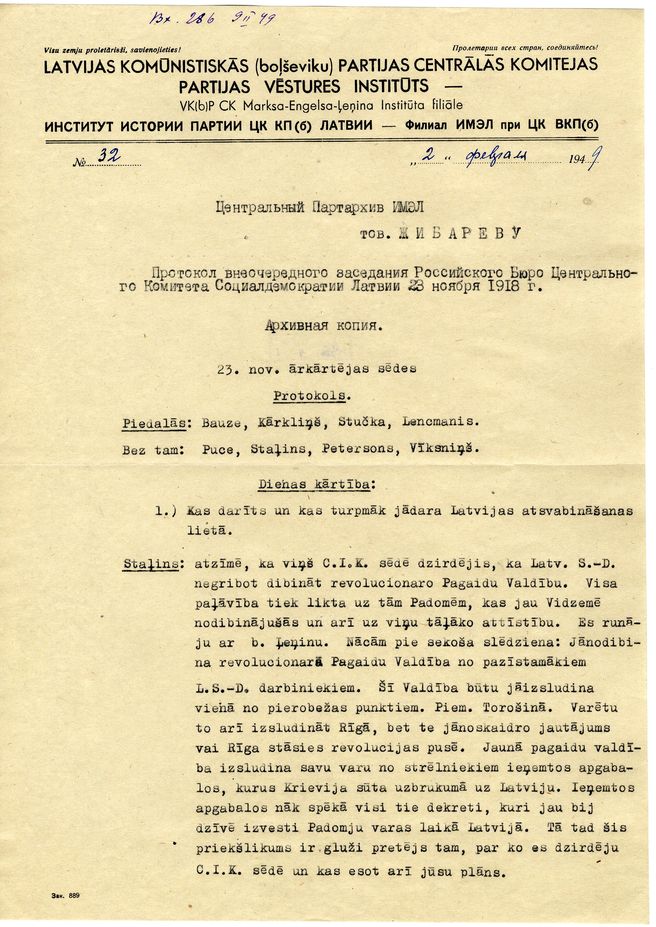 Вх. 286 9 II 49
Visu zemju proletārieši, savienojieties!
Пролетарии всех стран, соединяйтесь!
LATVIJAS KOMŪNISTISKĀS (boļševiku) PARTIJAS CENTRĀLĀS KOMITEJAS
PARTIJAS VĒSTURES INSTITŪTS —
VK(b)P CK Marksa-Engelsa-Ļeņina Institūta filiāle
ИНСТИТУТ ИСТОРИИ ПАРТИИ ЦК КП(б) ЛАТВИИ — Филиал ИМЭЛ при ЦК ВКП(б)
№ 32 „2“ февраля 1949
Центральный Партархив ИМЭЛ
тов. ЖИБАРЕВУ
Протокол внеочередного заседания Российского Бюро Центрально-
го Комитета Социалдемократии Латвии 23 ноября 1918 г.
Архивная копия.
23. nov. ārkārtējas sēdes
Protokols.
Piedalās: Bauze, Kārkliņš, Stučka, Lencmanis.
Bez tam: Puce, Staļins, Petersons, Vīksniņš.
Dienas kārtība:
1.) Kas darīts un kas turpmāk jādara Latvijas atsvabināšanas
lietā.
Staļins: atzīmē, ka viņš C.I.K. sēdē dzirdējis, ka Latv. S.-D.
negribot dibināt revolucionaro Pagaidu Valdību. Visa
paļāvība tiek likta uz tām Padomēm, kas jau Vidzemē
nodibinājušās un arī uz viņu tāļāko attīstību. Es runā-
ju ar b. Ļeņinu. Nācām pie sekoša slēdziena: Jānodibi-
na revolucionarā Pagaidu Valdība no pazīstamākiem
L.S.-D. darbiniekiem. Šī Valdība būtu jāizsludina
vienā no pierobežas punktiem. Piem. Torošinā. Varētu
to arī izsludināt Rīgā, bet te jānoskaidro jautājums
vai Rīga stāsies revolucijas pusē. Jaunā pagaidu valdī-
ba izsludina savu varu no strēlniekiem ieņemtos apgaba-
los, kurus Krievija sūta uzbrukumā uz Latviju. Ieņemtos
apgabalos nāk spēkā visi tie dekreti, kuri jau bij
dzīvē izvesti Padomju varas laikā Latvijā. Tā tad šis
priekšlikums ir gluži pretējs tam, par ko es dzirdēju
C.I.K. sēdē un kas esot arī jūsu plāns.
Зак. 889